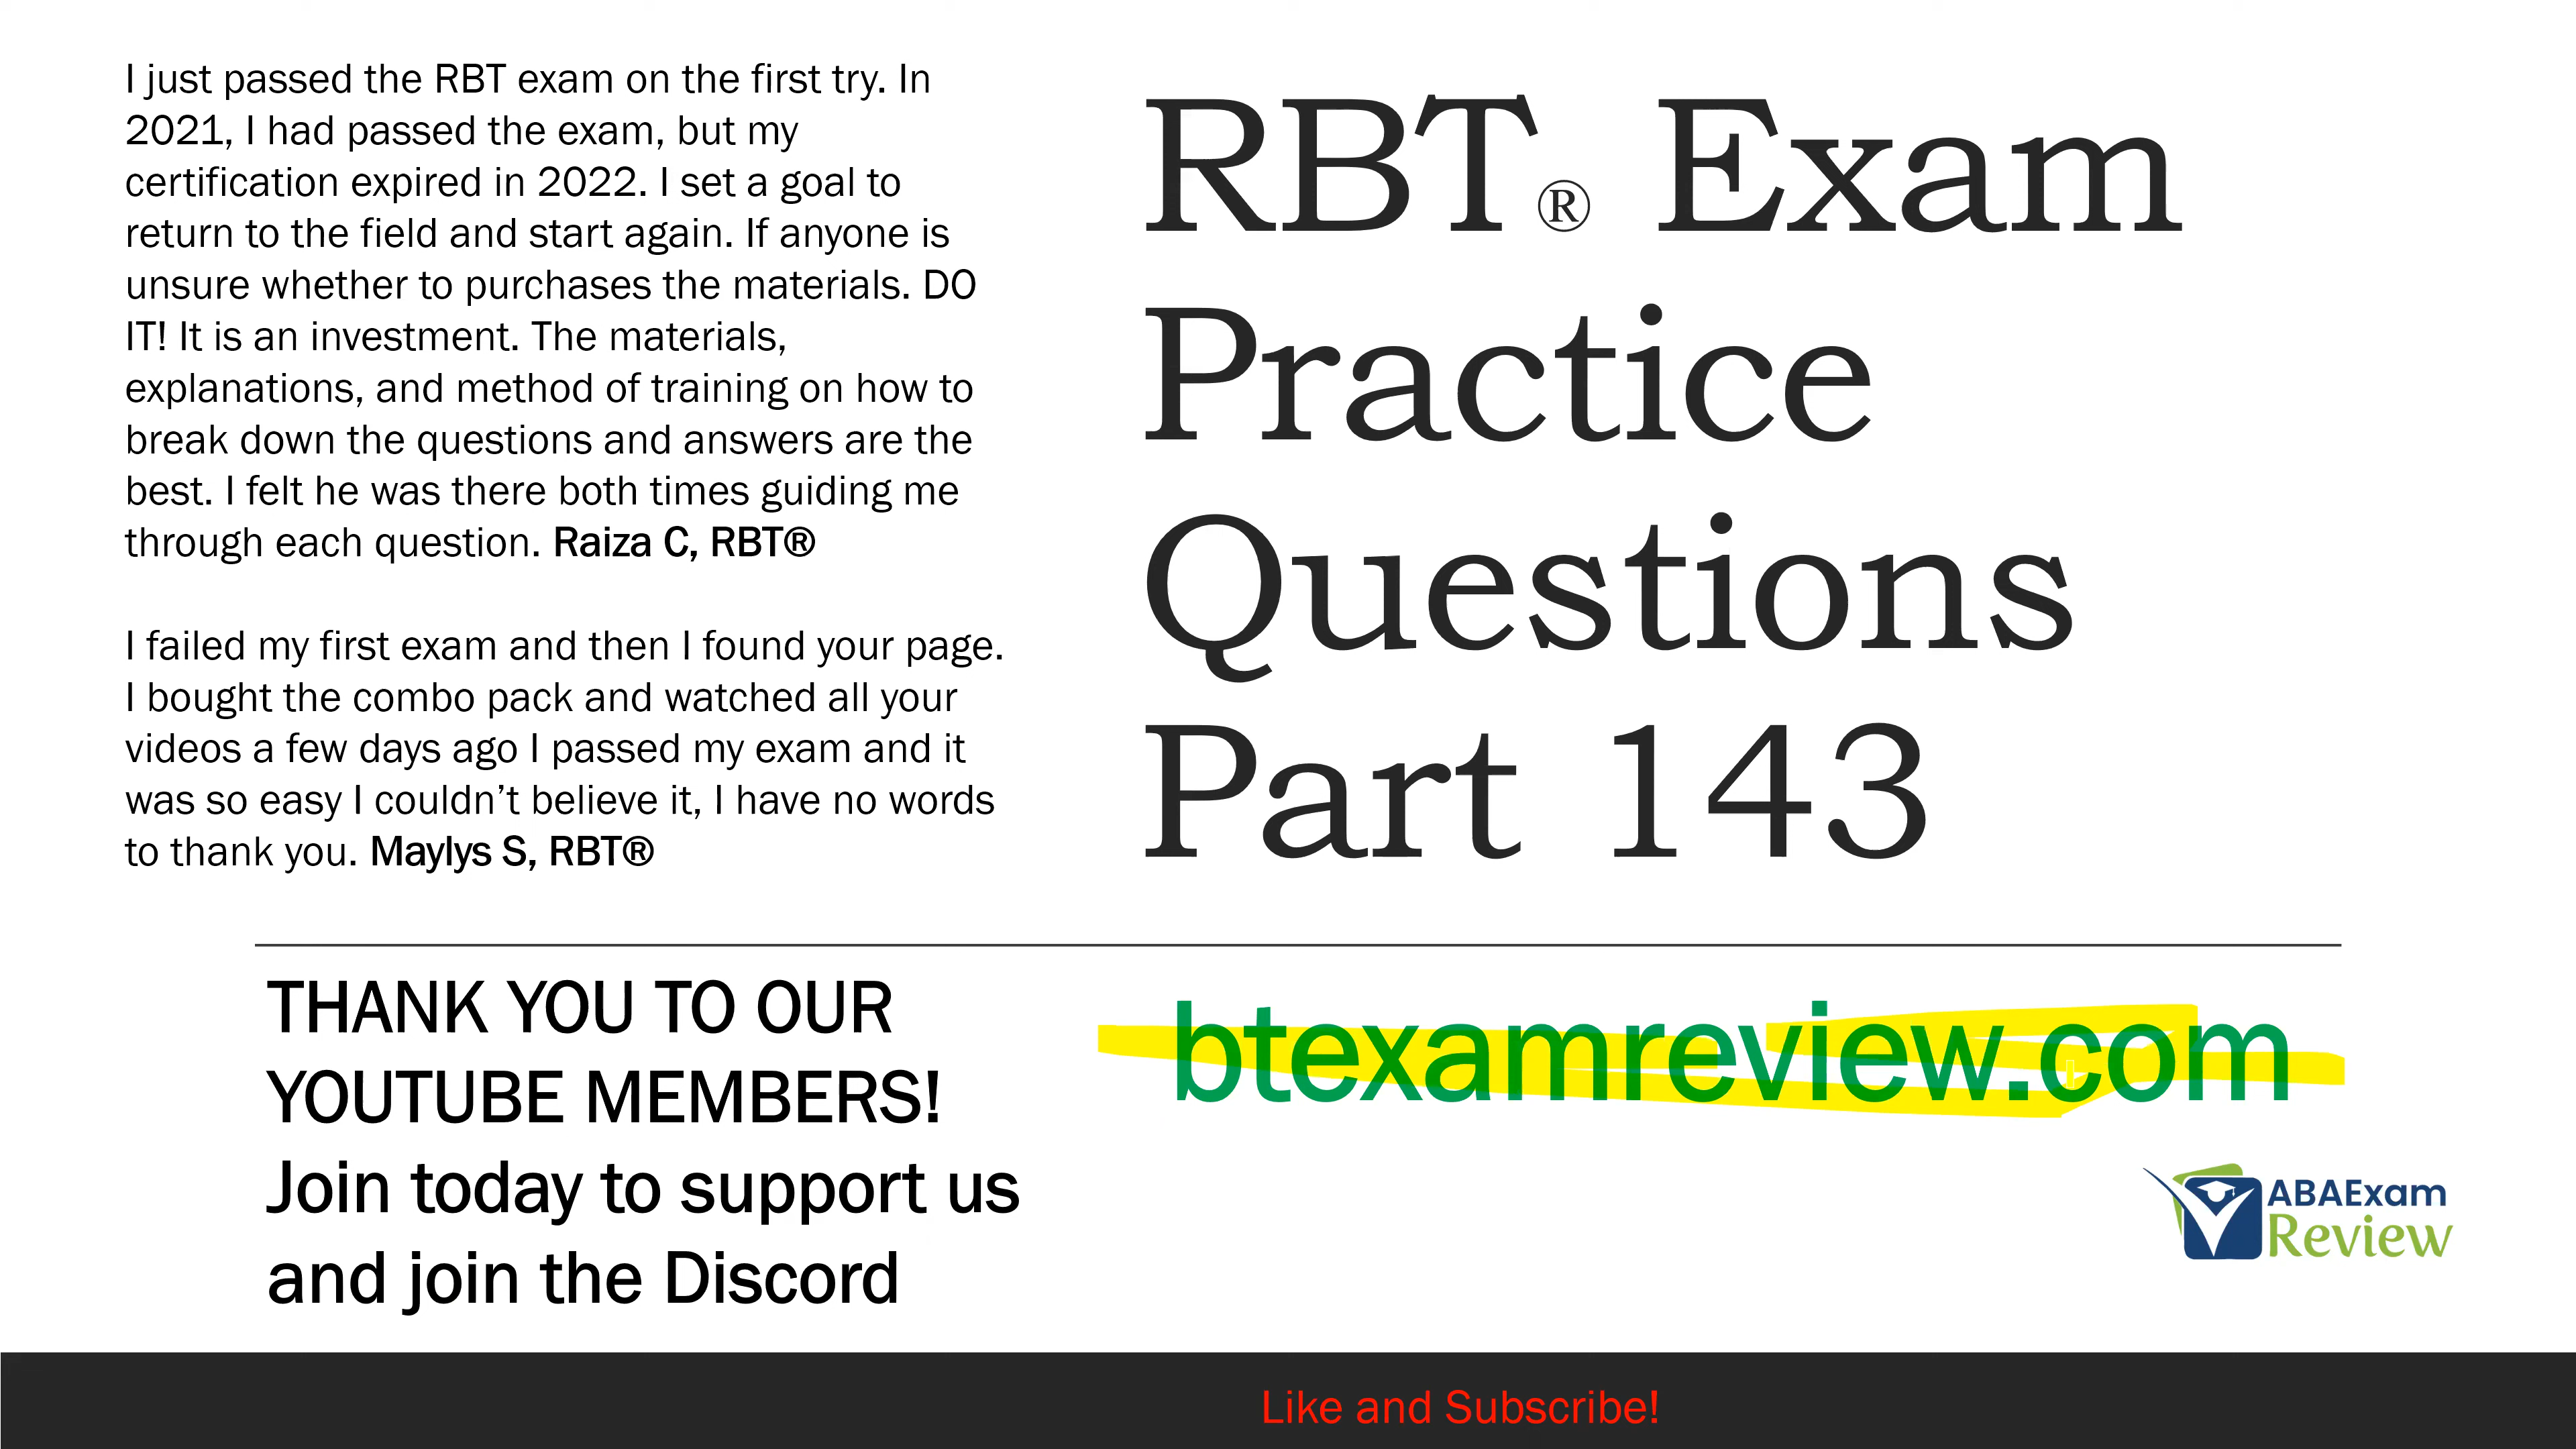 I just passed the RBT exam on the first try. In
2021, I had passed the exam, but my
certification expired in 2022. I set a goal to
return to the field and start again. If anyone is
unsure whether to purchases the materials. DO
IT! It is an investment. The materials,
explanations, and method of training on how to
break down the questions and answers are the
best. I felt he was there both times guiding me
through each question. Raiza C, RBT®
I failed my first exam and then I found your page.
I bought the combo pack and watched all your
videos a few days ago I passed my exam and it
was so easy I couldn’t believe it, I have no words
to thank you. Maylys S, RBT®
RBT® Exam
Practice
Questions
Part 143
THANK YOU TO OUR
YOUTUBE MEMBERS!
Join today to support us
and join the Discord
btexamreview.com
ABAExam
Review
Like and Subscribe!